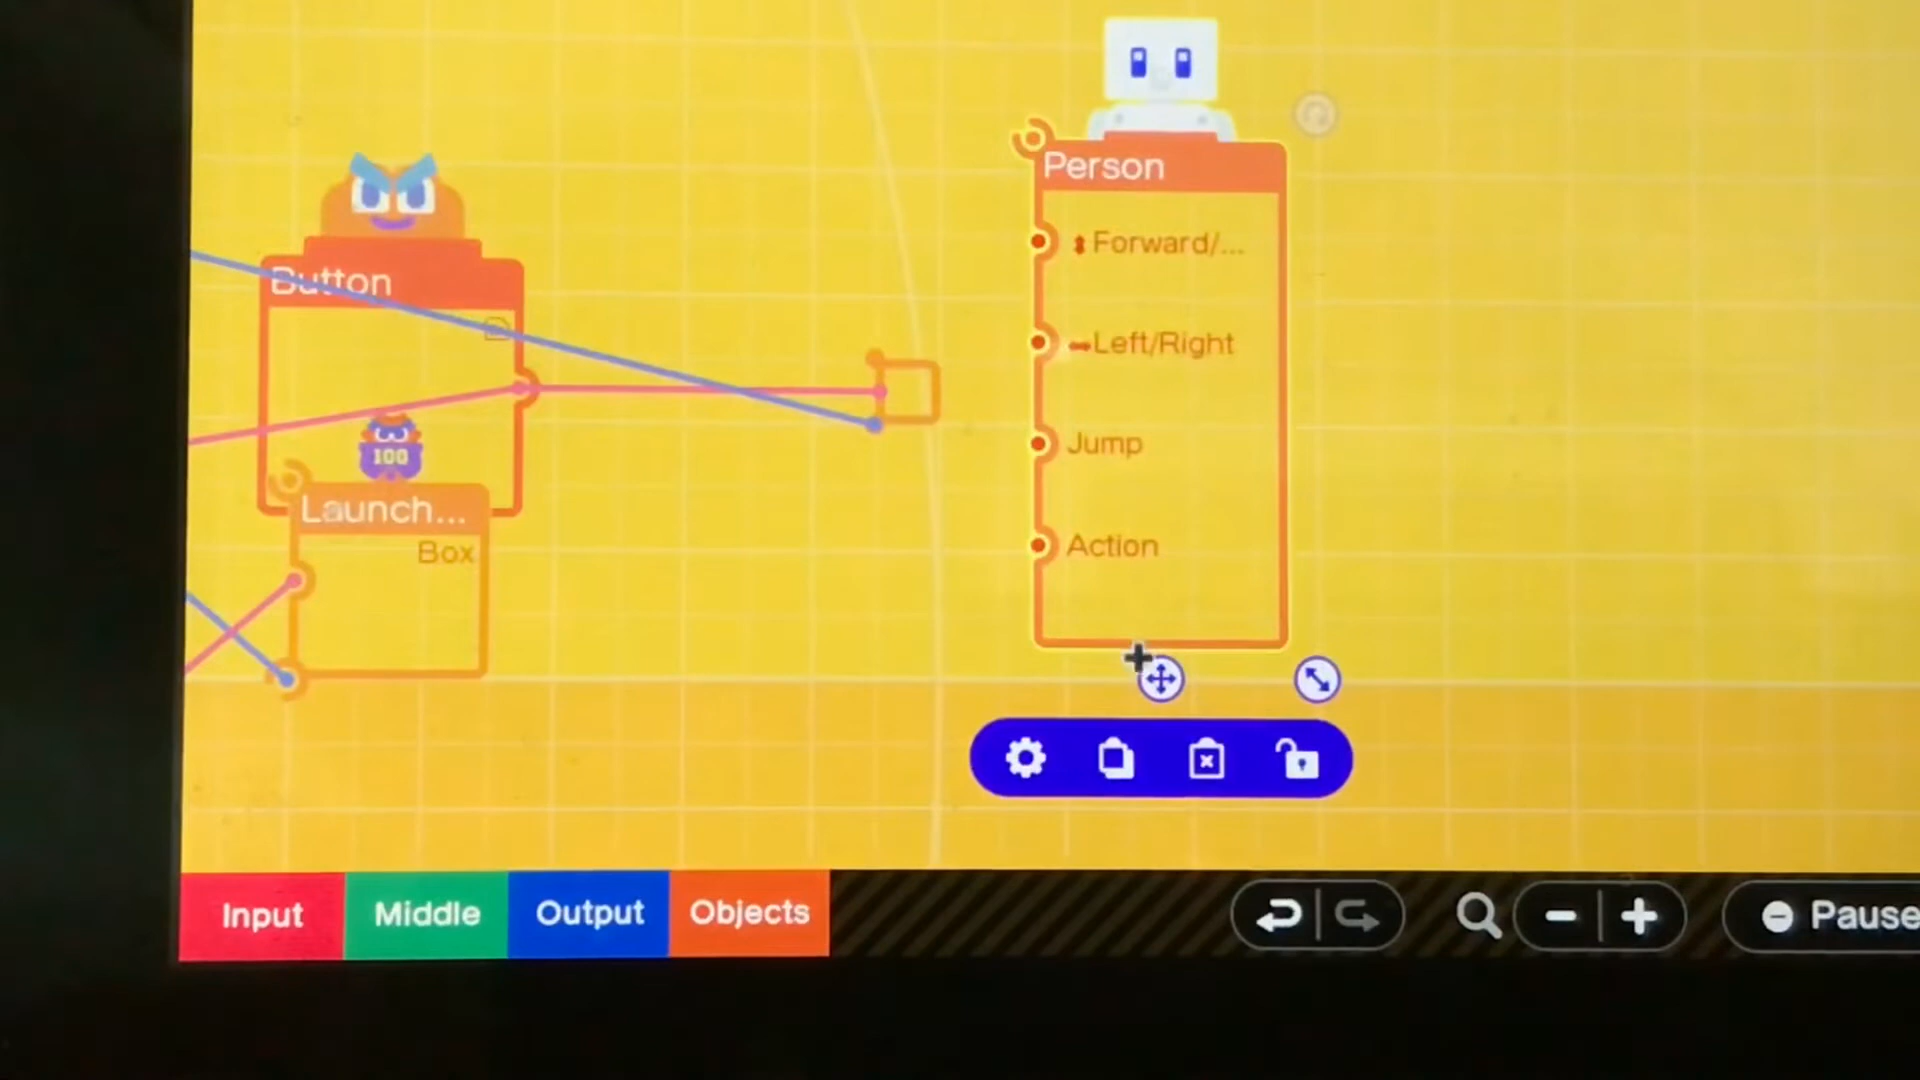 Person
Forward/...
Left/Right
Jump
Action
Button
100
Launch...
Box
Input
Middle
Output
Objects
Pause